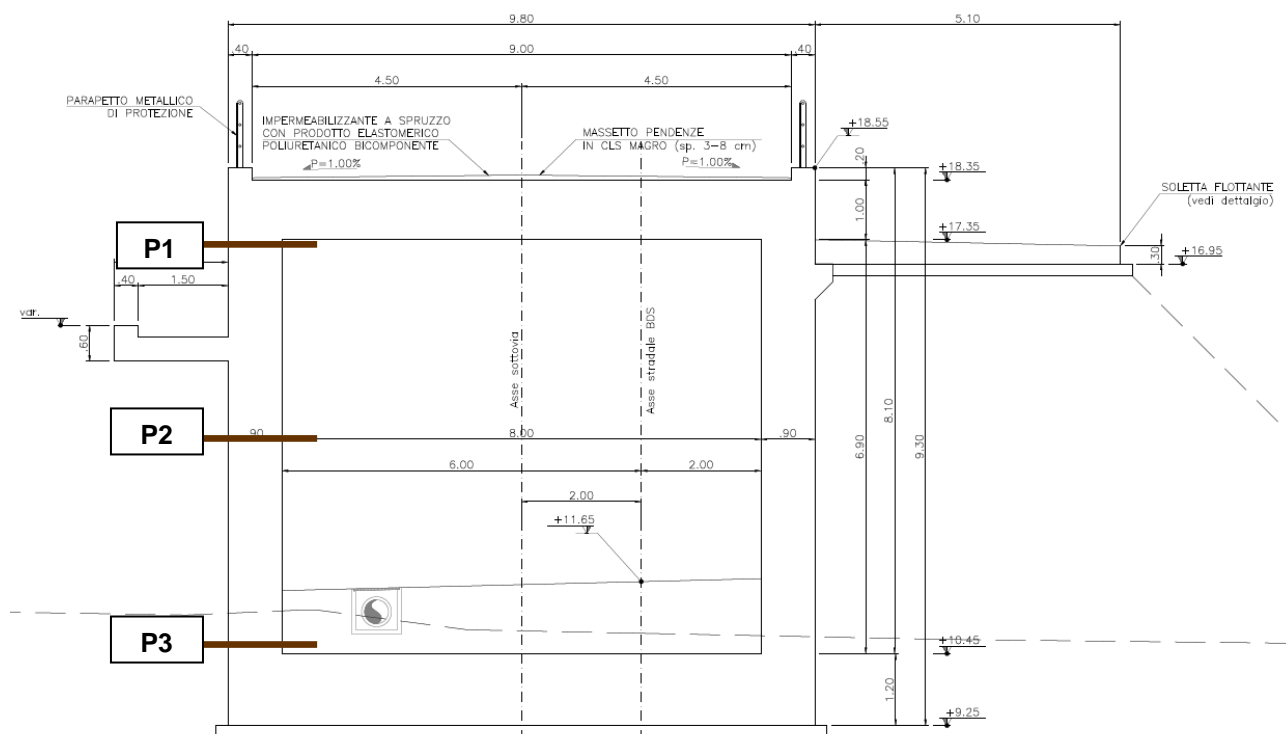 9.80
5.10
.40
9.00
.40
4.50
4.50
PARAPETTO METALLICO
DI PROTEZIONE
IMPERMEABILIZZANTE A SPRUZZO
CON PRODOTTO ELASTOMERICO
POLIURETANICO BICOMPONENTE
MASSETTO PENDENZE
IN CLS MAGRO (sp. 3-8 cm)
+18.55
P=1.00%
P=1.00%
.20
+18.35
SOLETTA FLOTTANTE
(vedi dettalgio)
1.00
P1
+17.35
.30
+16.95
.40
1.50
var.
.60
Asse sottovia
Asse stradale BDS
P2
.90
8.00
.90
6.90
8.10
9.30
6.00
2.00
2.00
+11.65
P3
+10.45
1.20
+9.25